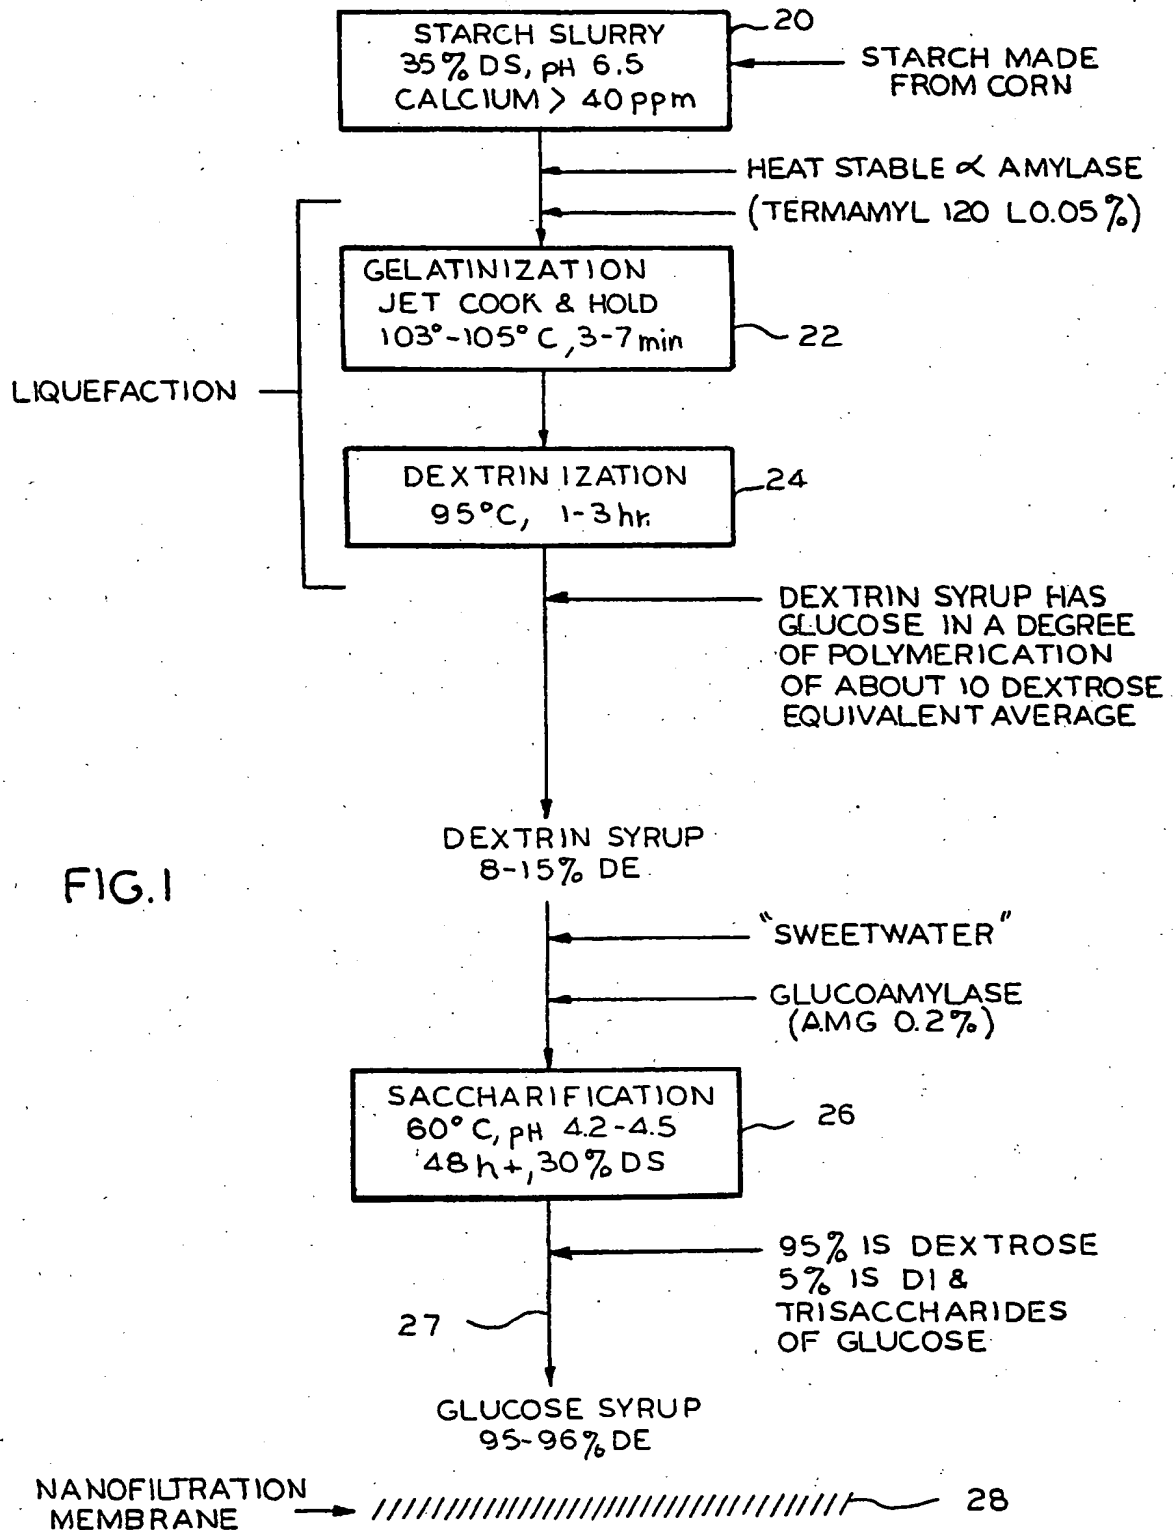 20
STARCH SLURRY
35% DS, pH 6.5
CALCIUM > 40 ppm
STARCH MADE
FROM CORN
HEAT STABLE ∝ AMYLASE
(TERMAMYL 120 L0.05%)
GELATINIZATION
JET COOK & HOLD
103°-105°C, 3-7 min
22
LIQUEFACTION
DEXTRINIZATION
95°C, 1-3 hr.
24
DEXTRIN SYRUP HAS
GLUCOSE IN A DEGREE
OF POLYMERICATION
OF ABOUT 10 DEXTROSE
EQUIVALENT AVERAGE
DEXTRIN SYRUP
8-15% DE
FIG.1
"SWEETWATER"
GLUCOAMYLASE
(AMG 0.2%)
SACCHARIFICATION
60°C, pH 4.2-4.5
48h+, 30% DS
26
95% IS DEXTROSE
5% IS DI &
TRISACCHARIDES
OF GLUCOSE
27
GLUCOSE SYRUP
95-96% DE
NANOFILTRATION
MEMBRANE
28